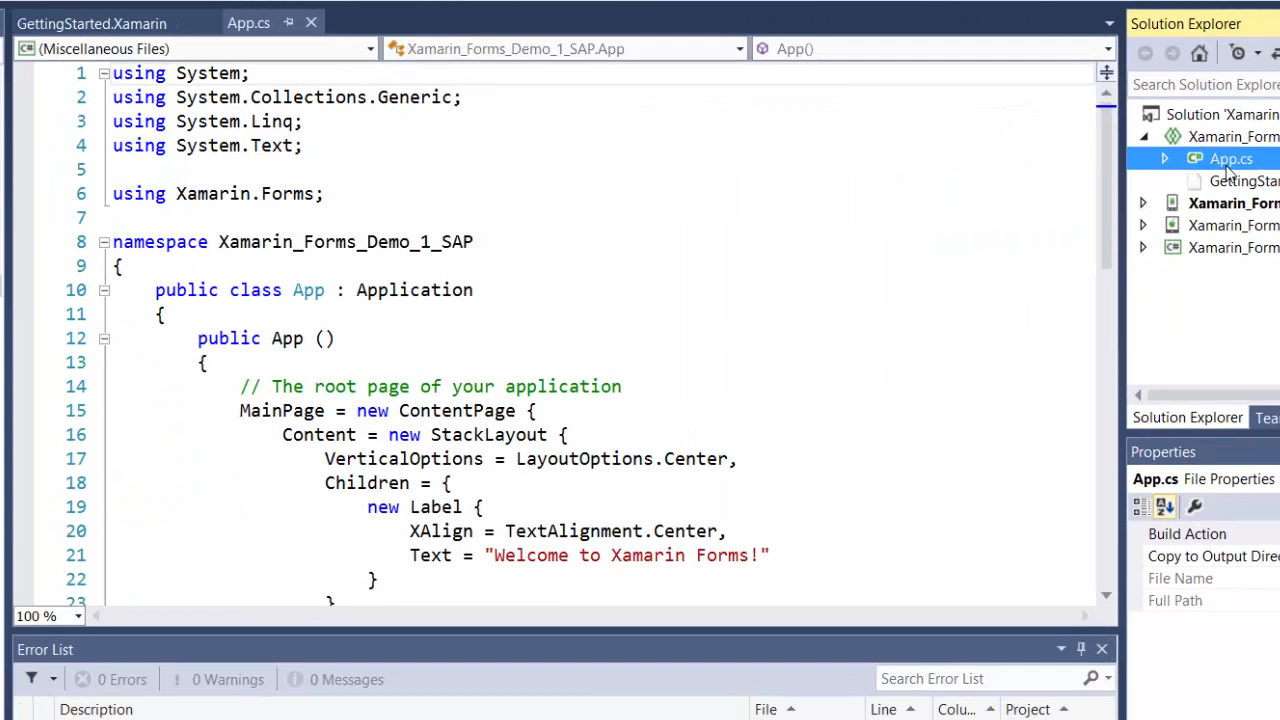 GettingStarted.Xamarin App.cs
(Miscellaneous Files) Xamarin_Forms_Demo_1_SAP.App App()
1 using System;
2 using System.Collections.Generic;
3 using System.Linq;
4 using System.Text;
5
6 using Xamarin.Forms;
7
8 namespace Xamarin_Forms_Demo_1_SAP
9 {
10 public class App : Application
11 {
12 public App ()
13 {
14 // The root page of your application
15 MainPage = new ContentPage {
16 Content = new StackLayout {
17 VerticalOptions = LayoutOptions.Center,
18 Children = {
19 new Label {
20 XAlign = TextAlignment.Center,
21 Text = "Welcome to Xamarin Forms!"
22 }
23 }
100 %
Error List
0 Errors 0 Warnings 0 Messages Search Error List
Description File Line Colu... Project
Solution Explorer
Search Solution Explore
Solution 'Xamarin
Xamarin_Form
App.cs
GettingStar
Xamarin_Form
Xamarin_Form
Xamarin_Form
Solution Explorer Tea
Properties
App.cs File Properties
Build Action
Copy to Output Direc
File Name
Full Path